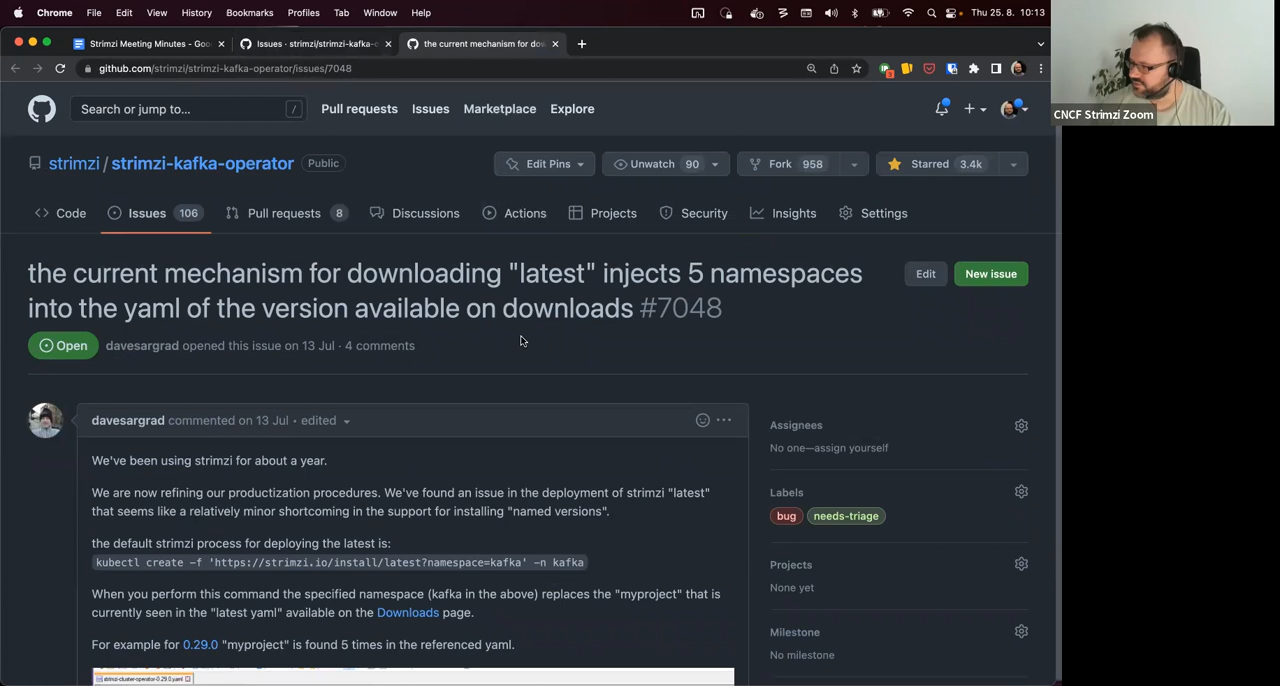 Chrome File Edit View History Bookmarks Profiles Tab Window Help Thu 25. 8. 10:13
Strimzi Meeting Minutes - Goo
Issues · strimzi/strimzi-kafka-o
the current mechanism for dow
github.com/strimzi/strimzi-kafka-operator/issues/7048
CNCF Strimzi Zoom
Search or jump to... / Pull requests Issues Marketplace Explore
strimzi / strimzi-kafka-operator Public Edit Pins Unwatch 90 Fork 958 Starred 3.4k
Code Issues 106 Pull requests 8 Discussions Actions Projects Security Insights Settings
the current mechanism for downloading "latest" injects 5 namespaces
into the yaml of the version available on downloads #7048
Edit New issue
Open davesargrad opened this issue on 13 Jul · 4 comments
davesargrad commented on 13 Jul · edited
We've been using strimzi for about a year.
We are now refining our productization procedures. We've found an issue in the deployment of strimzi "latest"
that seems like a relatively minor shortcoming in the support for installing "named versions".
the default strimzi process for deploying the latest is:
kubectl create -f 'https://strimzi.io/install/latest?namespace=kafka' -n kafka
When you perform this command the specified namespace (kafka in the above) replaces the "myproject" that is
currently seen in the "latest yaml" available on the Downloads page.
For example for 0.29.0 "myproject" is found 5 times in the referenced yaml.
strimzi-cluster-operator-0.29.0.yaml
Assignees
No one—assign yourself
Labels
bug needs-triage
Projects
None yet
Milestone
No milestone